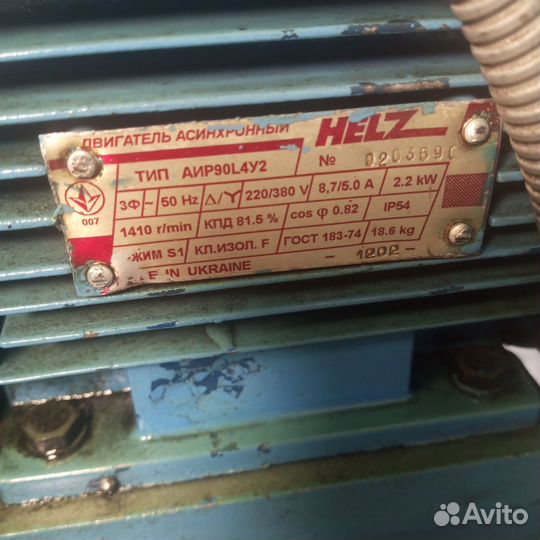 ДВИГАТЕЛЬ АСИНХРОННЫЙ HELZ
ТИП АИР90L4У2 №
3Ф ~ 50 Hz Δ/Y 220/380 V 8,7/5.0 A 2.2 kW
007
1410 r/min КПД 81.5 % cos φ 0.82 IP54
ЖИМ S1 КЛ.ИЗОЛ. F ГОСТ 183-74 18.6 kg
E IN UKRAINE - 1202 -
Avito